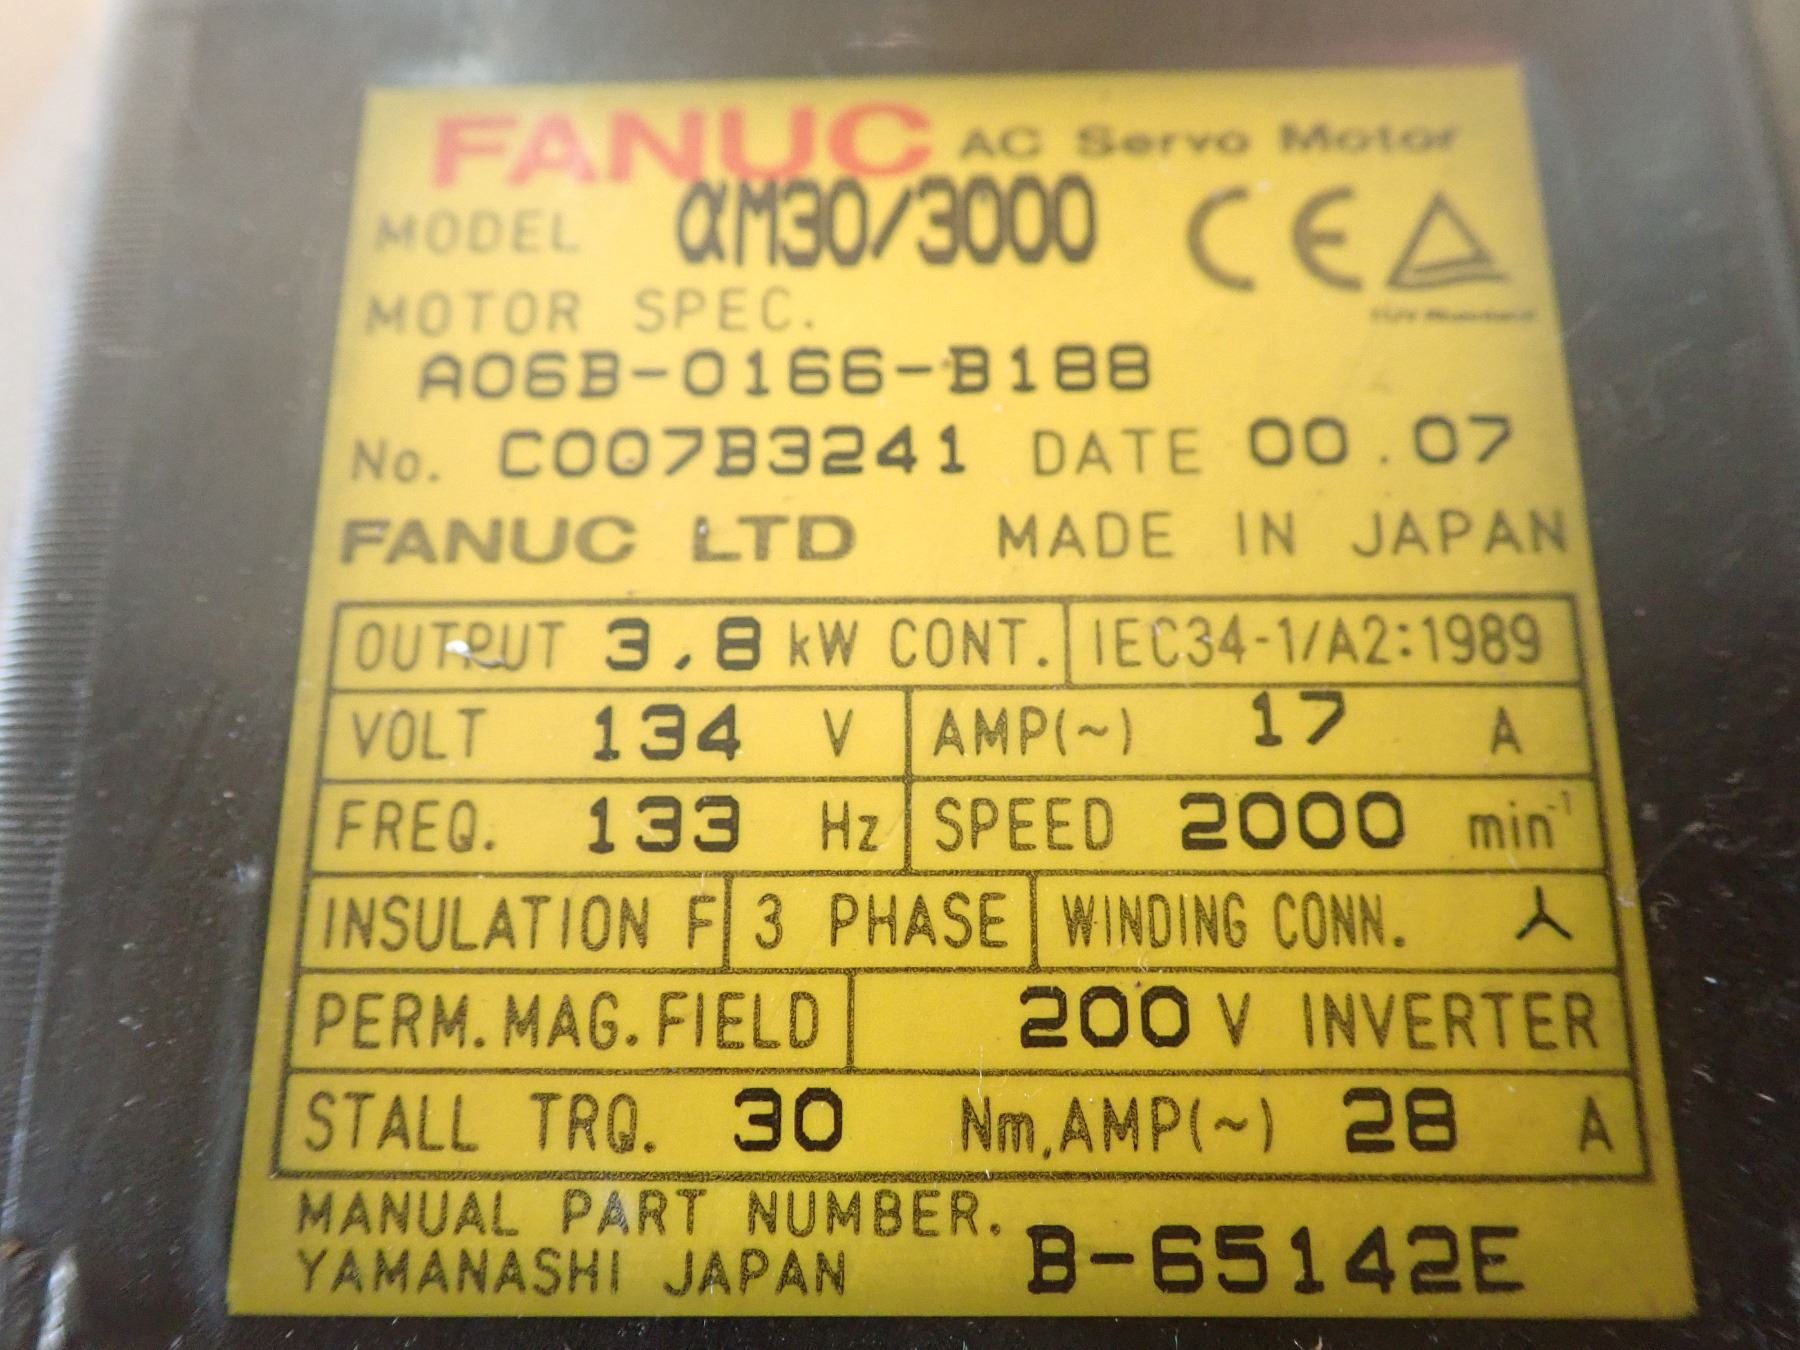 FANUC AC Servo Motor
MODEL αM30/3000 CE
MOTOR SPEC.
A06B-0166-B188
No. C007B3241 DATE 00.07
FANUC LTD MADE IN JAPAN
OUTPUT 3.8 kW CONT. IEC34-1/A2:1989
VOLT 134 V AMP(~) 17 A
FREQ. 133 Hz SPEED 2000 min⁻¹
INSULATION F 3 PHASE WINDING CONN.
PERM. MAG. FIELD 200 V INVERTER
STALL TRQ. 30 Nm, AMP(~) 28 A
MANUAL PART NUMBER. B-65142E
YAMANASHI JAPAN